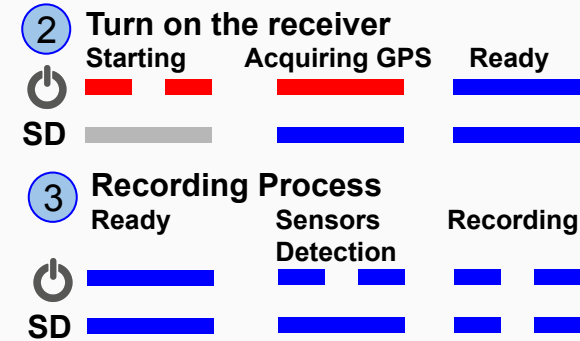 2 Turn on the receiver
Starting Acquiring GPS Ready
SD
3 Recording Process
Ready Sensors Detection Recording
SD